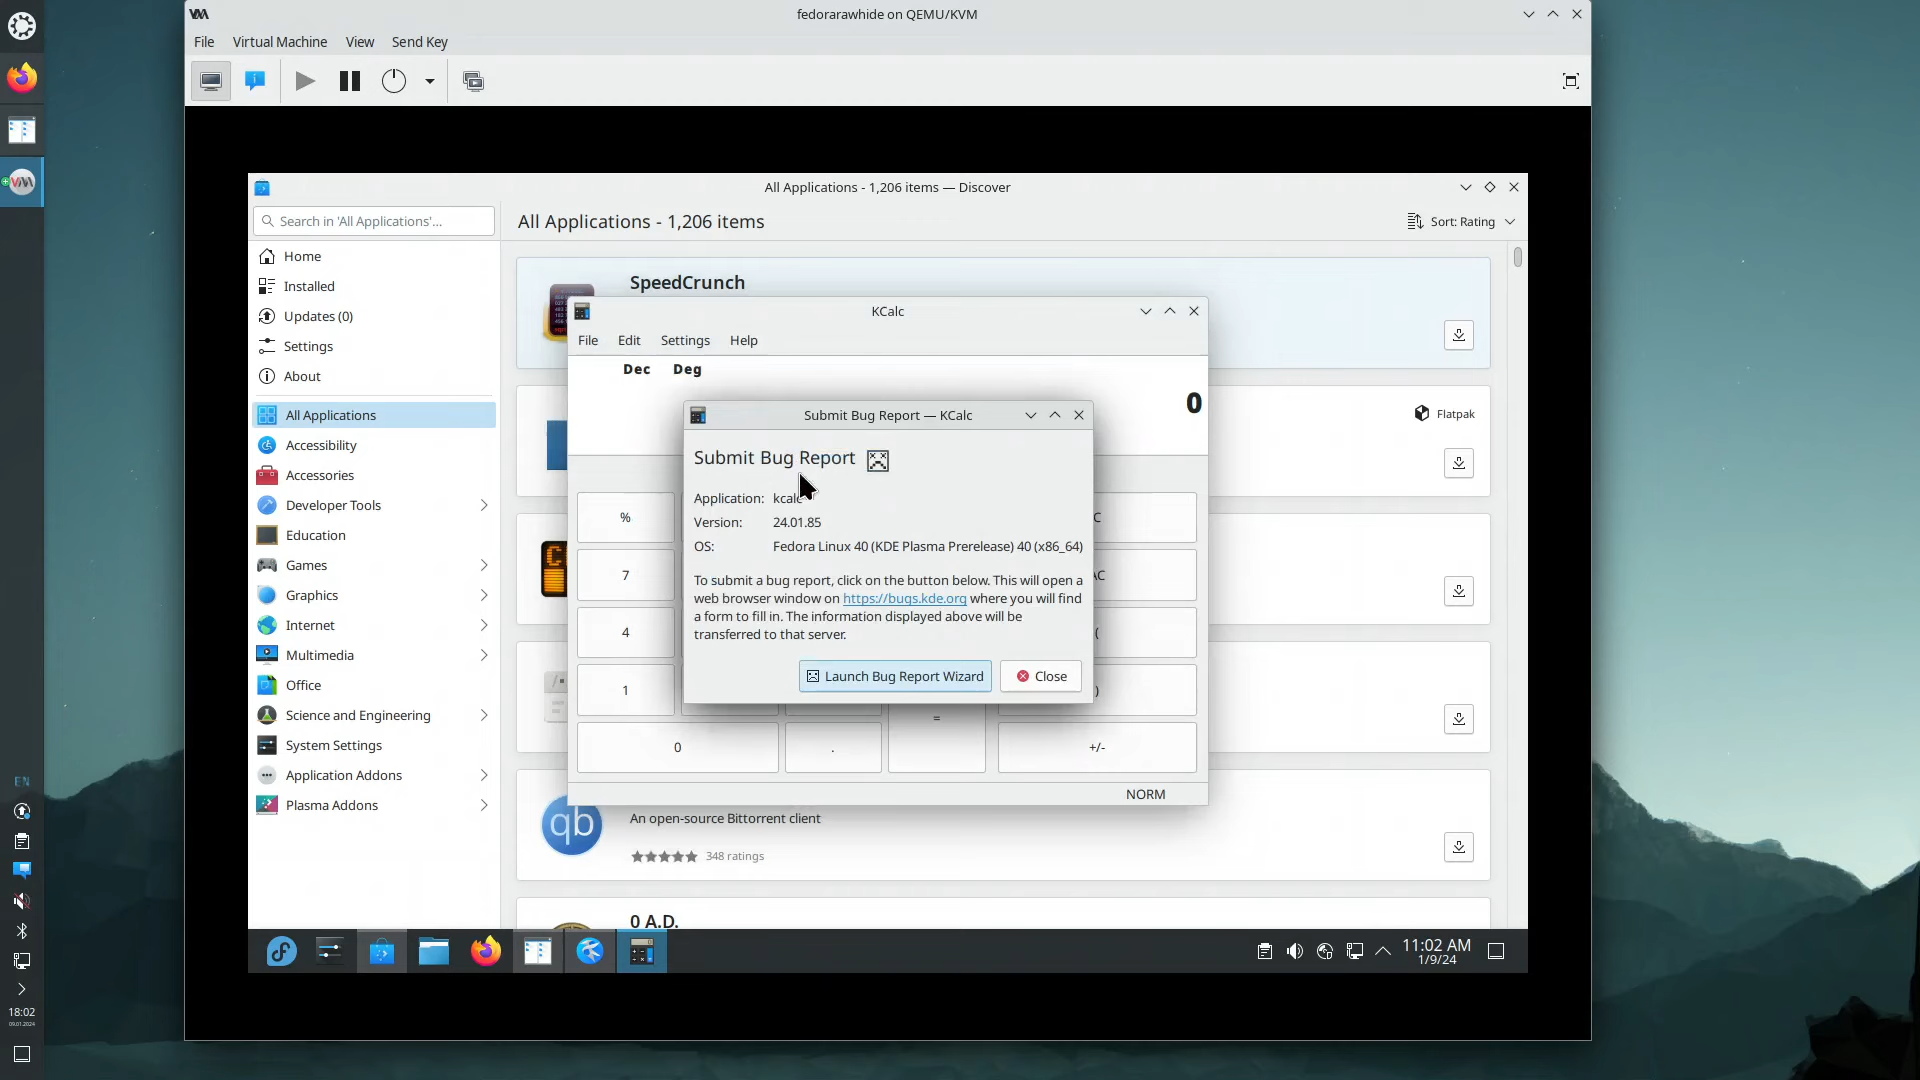 fedorarawhide on QEMU/KVM
File Virtual Machine View Send Key
All Applications - 1,206 items — Discover
Search in 'All Applications'...
All Applications - 1,206 items
Sort: Rating
Home
Installed
Updates (0)
Settings
About
All Applications
Accessibility
Accessories
Developer Tools
Education
Games
Graphics
Internet
Multimedia
Office
Science and Engineering
System Settings
Application Addons
Plasma Addons
SpeedCrunch
Flatpak
KCalc
File Edit Settings Help
Dec Deg
0
Submit Bug Report — KCalc
Submit Bug Report
Application: kcalc
Version: 24.01.85
OS: Fedora Linux 40 (KDE Plasma Prerelease) 40 (x86_64)
To submit a bug report, click on the button below. This will open a
web browser window on https://bugs.kde.org where you will find
a form to fill in. The information displayed above will be
transferred to that server.
Launch Bug Report Wizard
Close
%
7
4 (
1 )
=
0 . +/-
NORM
qb
An open-source Bittorrent client
348 ratings
0 A.D.
11:02 AM
1/9/24
EN
18:02
09.01.2024